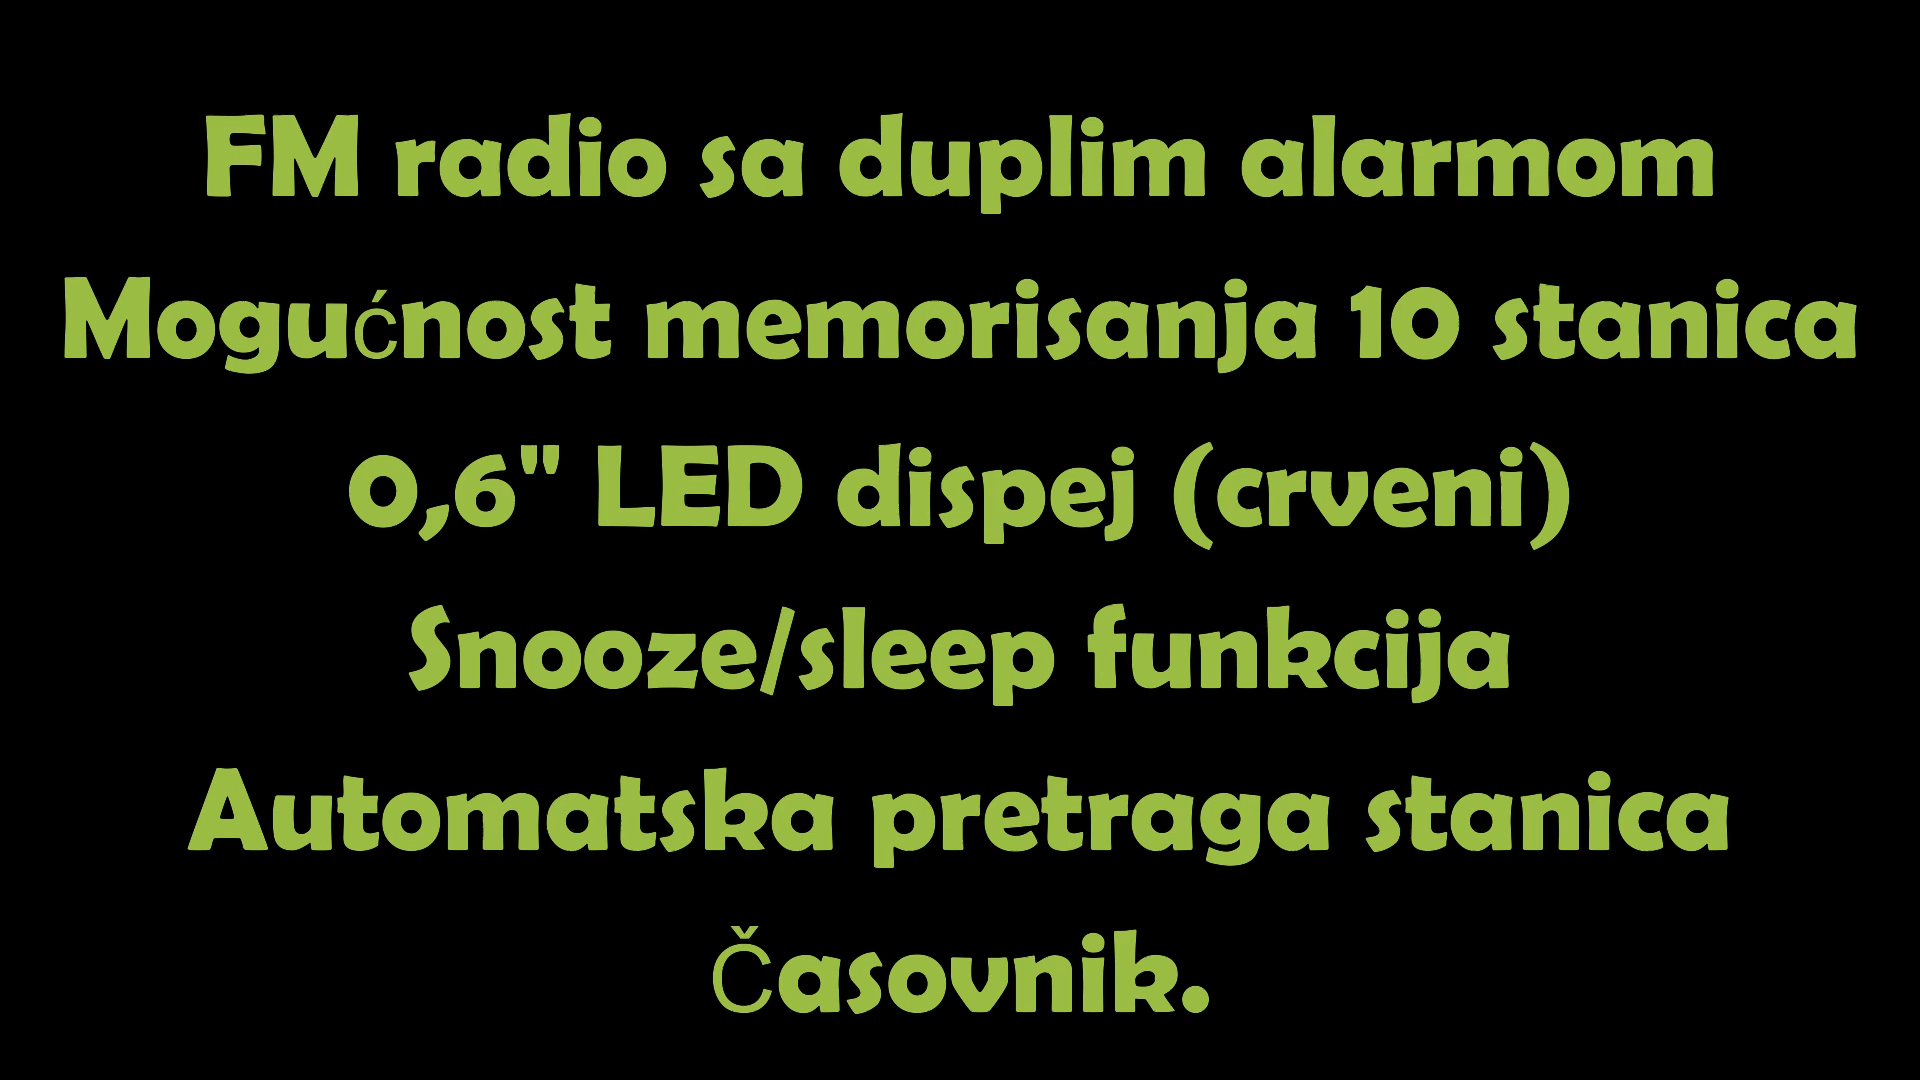 FM radio sa duplim alarmom
Mogućnost memorisanja 10 stanica
0,6" LED dispej (crveni)
Snooze/sleep funkcija
Automatska pretraga stanica
Časovnik.